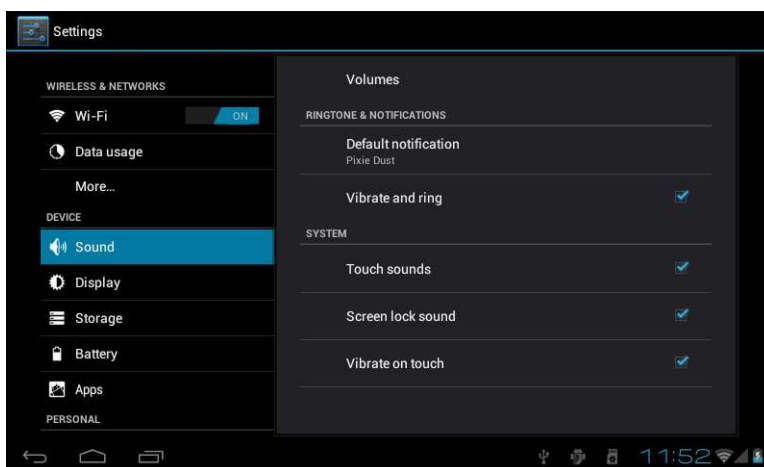 Settings
WIRELESS & NETWORKS
Wi-Fi ON
Data usage
More...
DEVICE
Sound
Display
Storage
Battery
Apps
PERSONAL
Volumes
RINGTONE & NOTIFICATIONS
Default notification
Pixie Dust
Vibrate and ring
SYSTEM
Touch sounds
Screen lock sound
Vibrate on touch
11:52